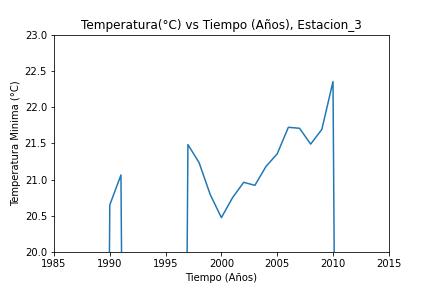 Temperatura(°C) vs Tiempo (Años), Estacion_3
23.0
22.5
22.0
21.5
21.0
20.5
20.0
Temperatura Minima (°C)
1985 1990 1995 2000 2005 2010 2015
Tiempo (Años)